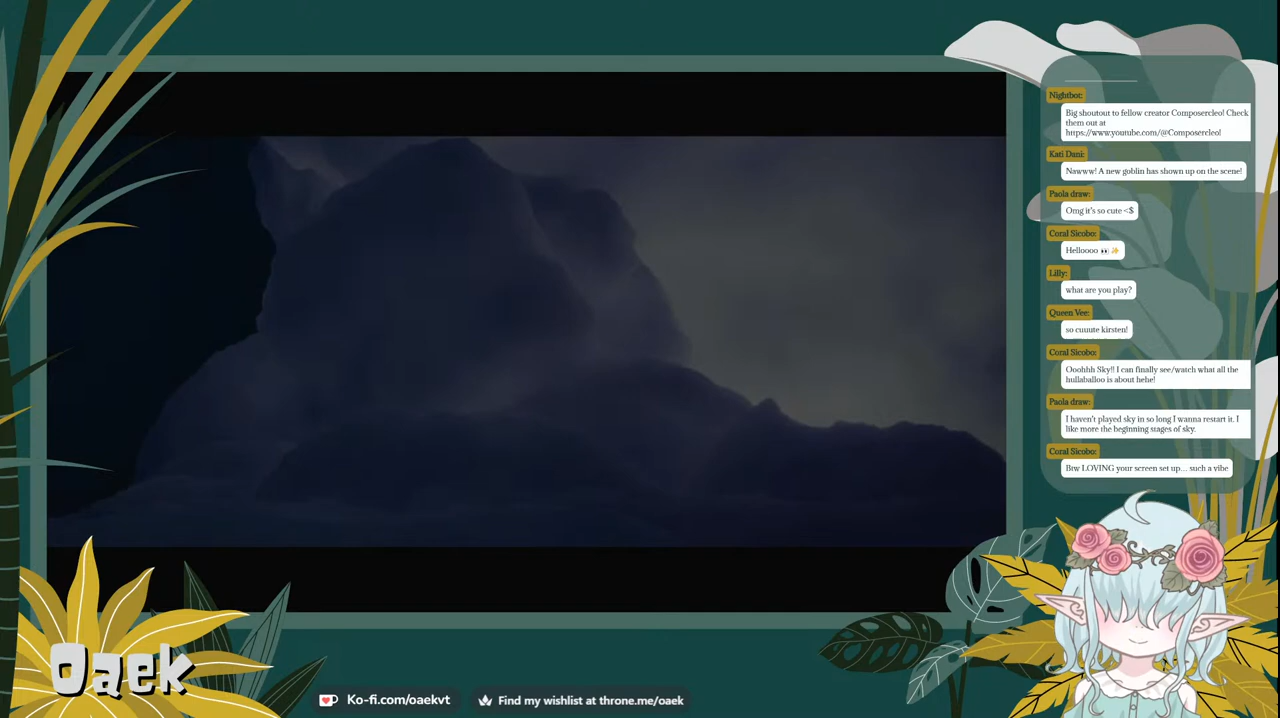 Nightbot:
Big shoutout to fellow creator Composercleo! Check
them out at
https://www.youtube.com/@Composercleo!
Kati Dani:
Nawww! A new goblin has shown up on the scene!
Paola draw:
Omg it's so cute <$
Coral Sicobo:
Helloooo 👀 ✨
Lilly:
what are you play?
Queen Vee:
so cuuute kirsten!
Coral Sicobo:
Ooohhh Sky!! I can finally see/watch what all the
hullaballoo is about hehe!
Paola draw:
I haven't played sky in so long I wanna restart it. I
like more the beginning stages of sky.
Coral Sicobo:
Btw LOVING your screen set up... such a vibe
Oaek
Ko-fi.com/oaekvt
Find my wishlist at throne.me/oaek